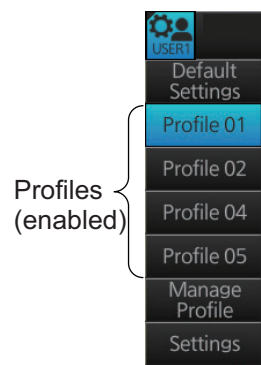 USER1
Default
Settings
Profile 01
Profile 02
Profile 04
Profile 05
Manage
Profile
Settings
Profiles
(enabled)